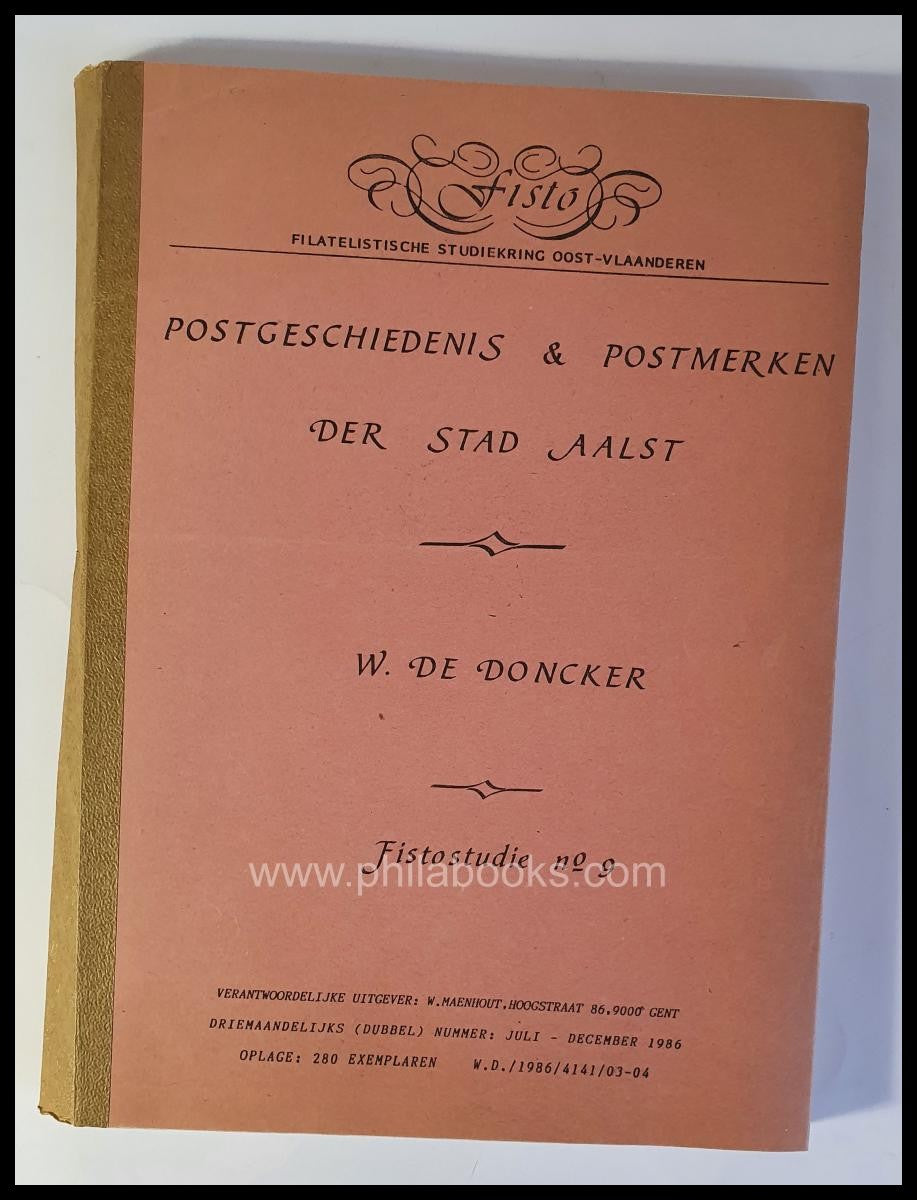 Fisto
FILATELISTISCHE STUDIEKRING OOST-VLAANDEREN
POSTGESCHIEDENIS & POSTMERKEN
DER STAD AALST
W. DE DONCKER
Fistostudie nº 9
www.philabooks.com
VERANTWOORDELIJKE UITGEVER: W.MAENHOUT,HOOGSTRAAT 86,9000 GENT
DRIEMAANDELIJKS (DUBBEL) NUMMER: JULI - DECEMBER 1986
OPLAGE: 280 EXEMPLAREN W.D./1986/4141/03-04